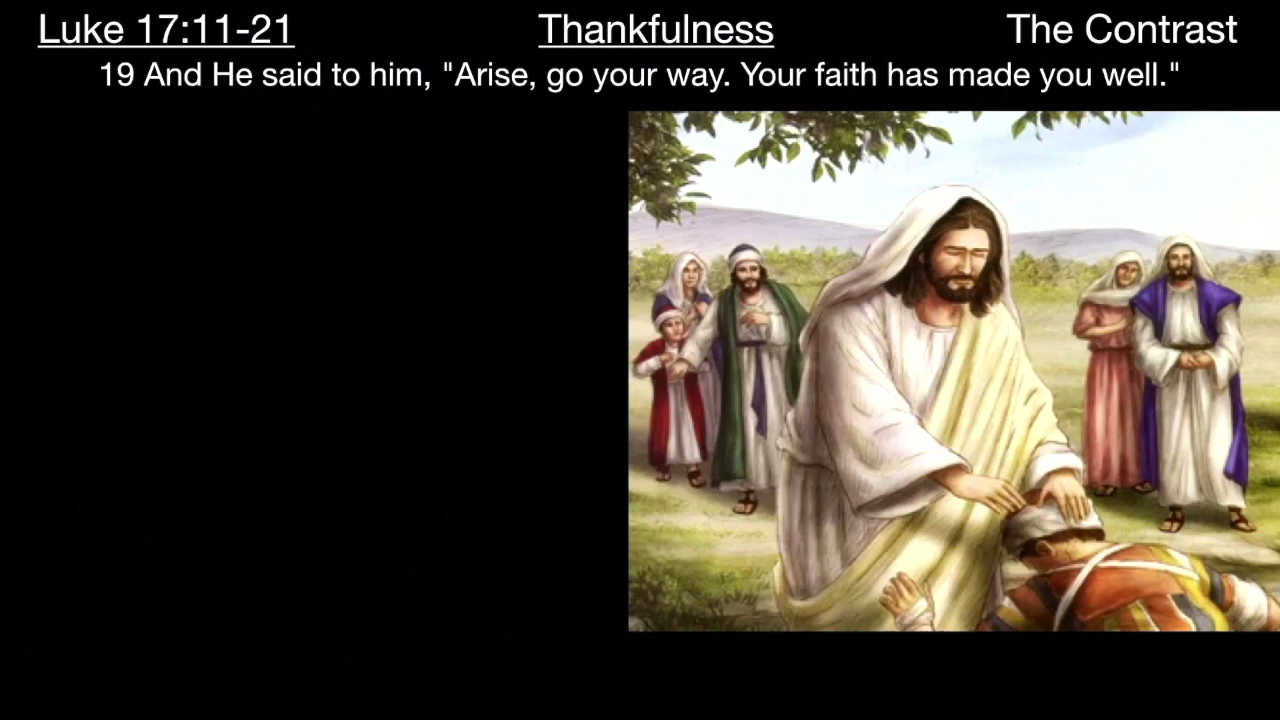 Luke 17:11-21 Thankfulness The Contrast
19 And He said to him, "Arise, go your way. Your faith has made you well."